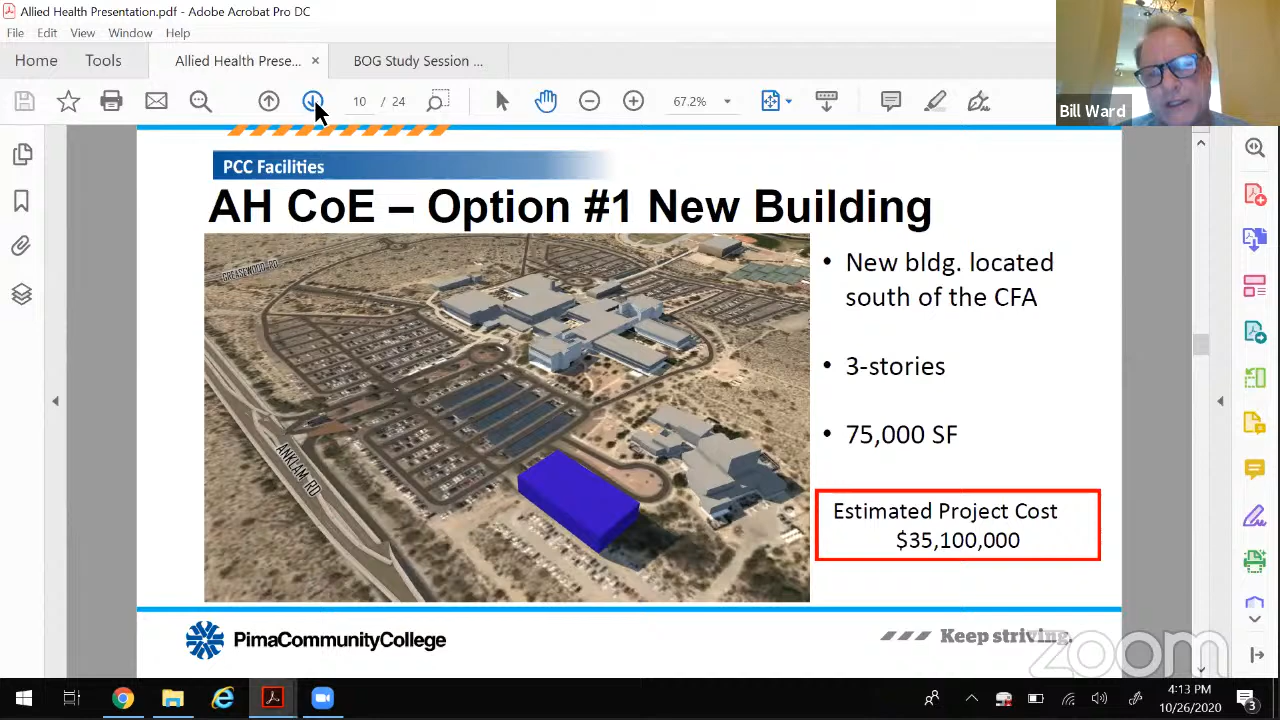 Allied Health Presentation.pdf - Adobe Acrobat Pro DC
File Edit View Window Help
Home Tools Allied Health Prese... × BOG Study Session ...
10 / 24 67.2%
Bill Ward
PCC Facilities
AH CoE – Option #1 New Building
GREASEWOOD RD
ANKLAM RD
• New bldg. located
south of the CFA
• 3-stories
• 75,000 SF
Estimated Project Cost
$35,100,000
PimaCommunityCollege
Keep striving.
zoom
4:13 PM
10/26/2020
3